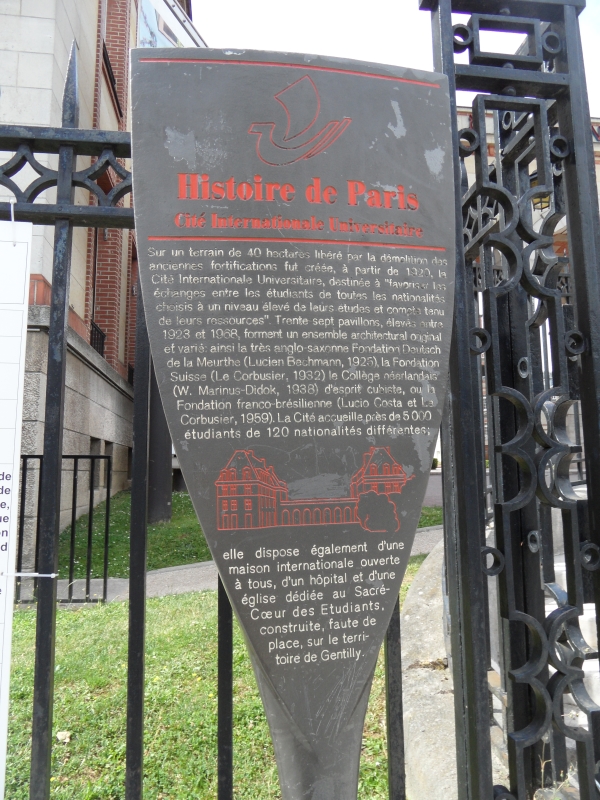 Histoire de Paris
Cité Internationale Universitaire
Sur un terrain de 40 hectares libéré par la démolition des
anciennes fortifications fut créée, à partir de 1920, la
Cité Internationale Universitaire, destinée à "favoriser les
échanges entre les étudiants de toutes les nationalités
choisis à un niveau élevé de leurs études et compte tenu
de leurs ressources". Trente sept pavillons, élevés entre
1923 et 1968, forment un ensemble architectural original
et varié: ainsi la très anglo-saxonne Fondation Deutsch
de la Meurthe (Lucien Bechmann, 1925), la Fondation
Suisse (Le Corbusier, 1932) le Collège néerlandais
(W. Marinus-Didok, 1938) d'esprit cubiste, ou la
Fondation franco-brésilienne (Lucio Costa et Le
Corbusier, 1959). La Cité accueille près de 5 000
étudiants de 120 nationalités différentes;
elle dispose également d'une
maison internationale ouverte
à tous, d'un hôpital et d'une
église dédiée au Sacré-
Cœur des Etudiants,
construite, faute de
place, sur le terri-
toire de Gentilly.
de
de
e,
ue
en
d